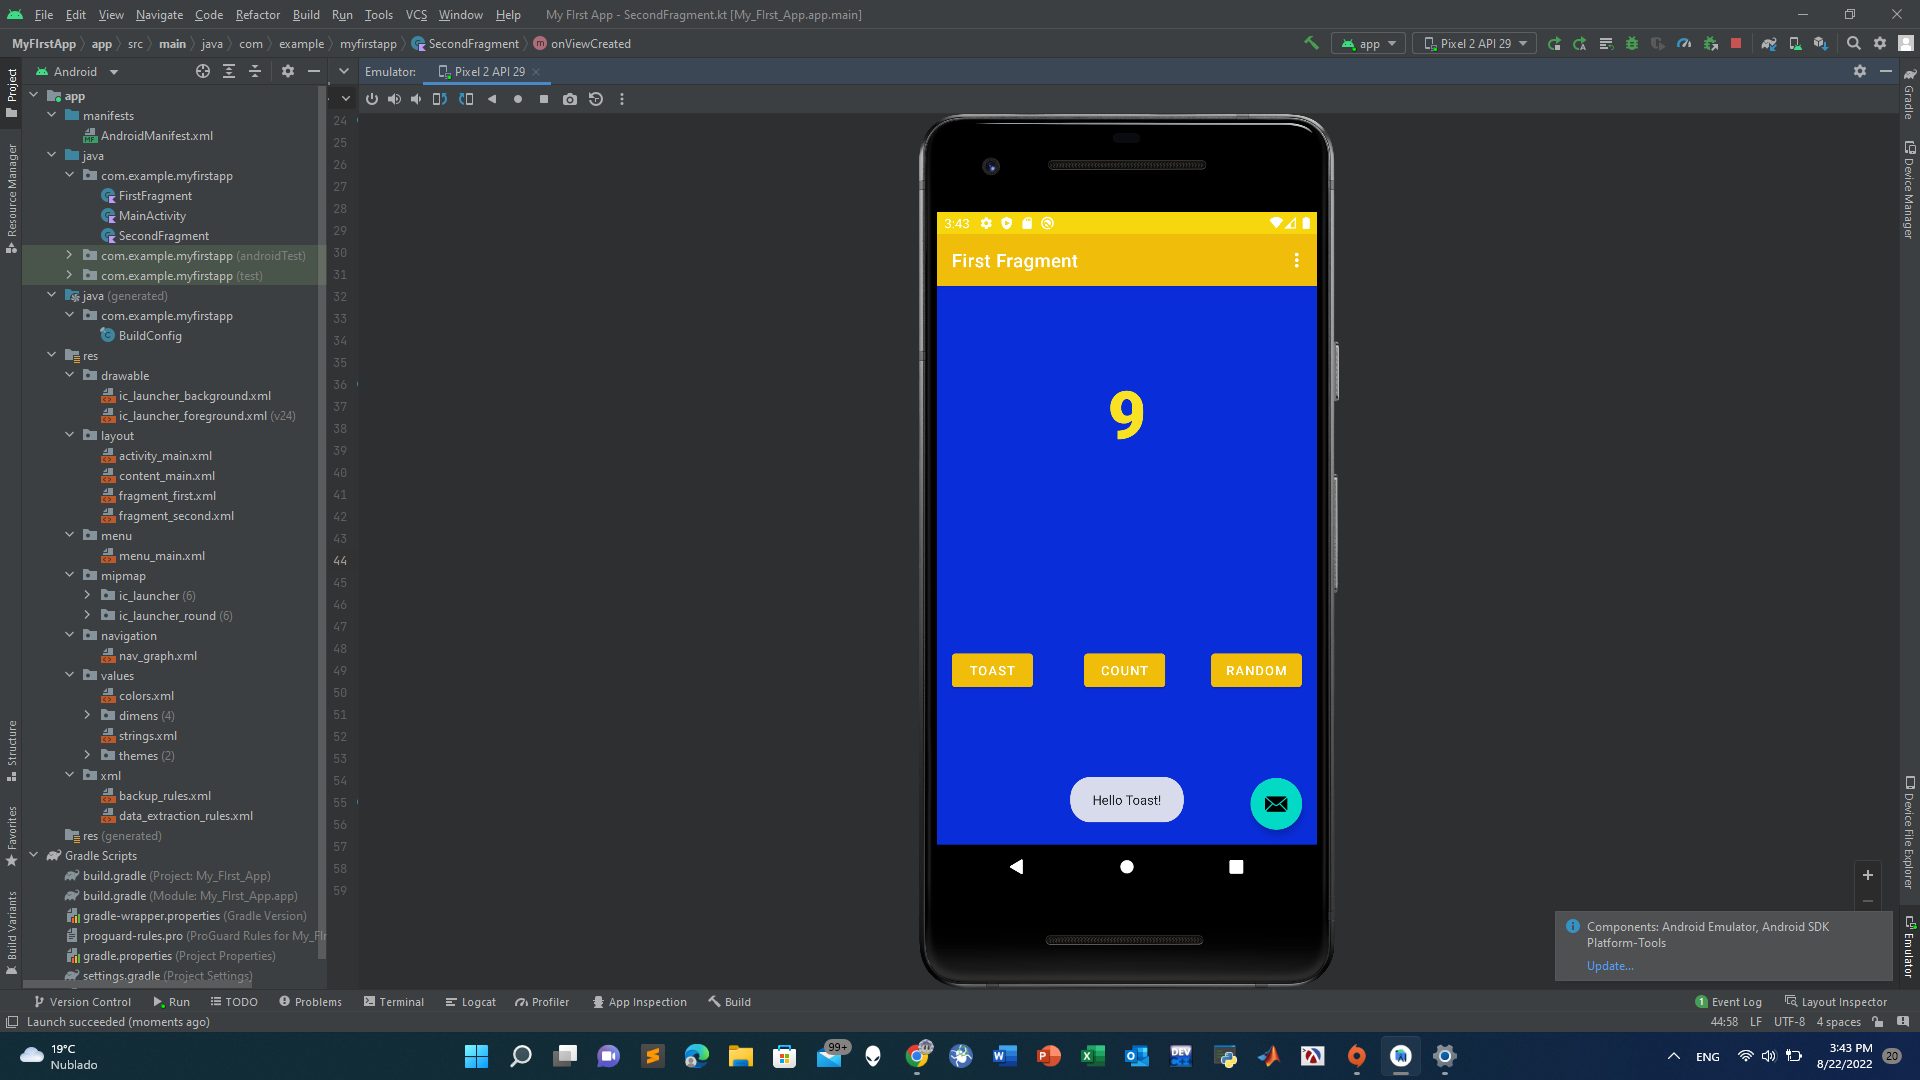 File Edit View Navigate Code Refactor Build Run Tools VCS Window Help My FIrst App - SecondFragment.kt [My_FIrst_App.app.main]
MyFIrstApp app src main java com example myfirstapp SecondFragment onViewCreated app Pixel 2 API 29
Project
Resource Manager
Structure
Favorites
Build Variants
Android
app
manifests
AndroidManifest.xml
java
com.example.myfirstapp
FirstFragment
MainActivity
SecondFragment
com.example.myfirstapp (androidTest)
com.example.myfirstapp (test)
java (generated)
com.example.myfirstapp
BuildConfig
res
drawable
ic_launcher_background.xml
ic_launcher_foreground.xml (v24)
layout
activity_main.xml
content_main.xml
fragment_first.xml
fragment_second.xml
menu
menu_main.xml
mipmap
ic_launcher (6)
ic_launcher_round (6)
navigation
nav_graph.xml
values
colors.xml
dimens (4)
strings.xml
themes (2)
xml
backup_rules.xml
data_extraction_rules.xml
res (generated)
Gradle Scripts
build.gradle (Project: My_FIrst_App)
build.gradle (Module: My_FIrst_App.app)
gradle-wrapper.properties (Gradle Version)
proguard-rules.pro (ProGuard Rules for My_FIr
gradle.properties (Project Properties)
settings.gradle (Project Settings)
Emulator: Pixel 2 API 29
24
25
26
27
28
29
30
31
32
33
34
35
36
37
38
39
40
41
42
43
44
45
46
47
48
49
50
51
52
53
54
55
56
57
58
59
3:43
First Fragment
9
TOAST COUNT RANDOM
Hello Toast!
Gradle
Device Manager
Device File Explorer
Emulator
Components: Android Emulator, Android SDK
Platform-Tools
Update...
Version Control Run TODO Problems Terminal Logcat Profiler App Inspection Build 1 Event Log Layout Inspector
Launch succeeded (moments ago) 44:58 LF UTF-8 4 spaces
19°C
Nublado
99+
DEV
ENG
3:43 PM
8/22/2022
20